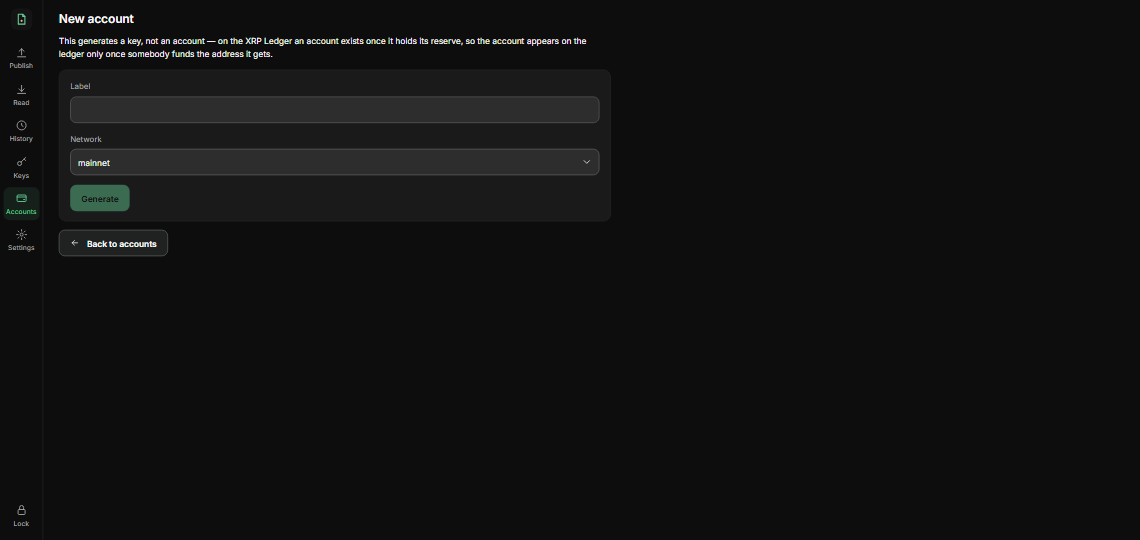 New account
This generates a key, not an account — on the XRP Ledger an account exists once it holds its reserve, so the account appears on the
ledger only once somebody funds the address it gets.
Label
Network
mainnet
Generate
Back to accounts
Publish
Read
History
Keys
Accounts
Settings
Lock